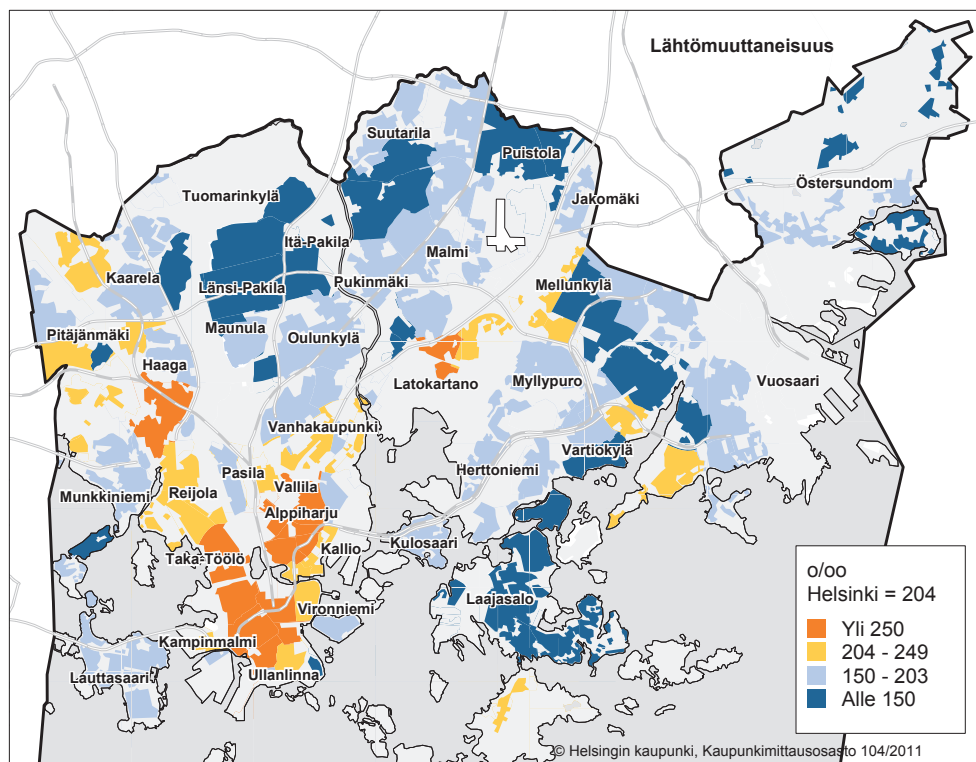 Lähtömuuttaneisuus
Suutarila
Puistola
Östersundom
Tuomarinkylä
Jakomäki
Itä-Pakila
Malmi
Kaarela
Länsi-Pakila
Pukinmäki
Mellunkylä
Pitäjänmäki
Maunula
Oulunkylä
Haaga
Latokartano
Myllypuro
Vuosaari
Vanhakaupunki
Vartiokylä
Pasila
Herttoniemi
Munkkiniemi
Reijola
Vallila
Alppiharju
Kulosaari
Kallio
Taka-Töölö
Laajasalo
Vironniemi
Kampinmalmi
Lauttasaari
Ullanlinna
o/oo
Helsinki = 204
Yli 250
204 - 249
150 - 203
Alle 150
© Helsingin kaupunki, Kaupunkimittausosasto 104/2011